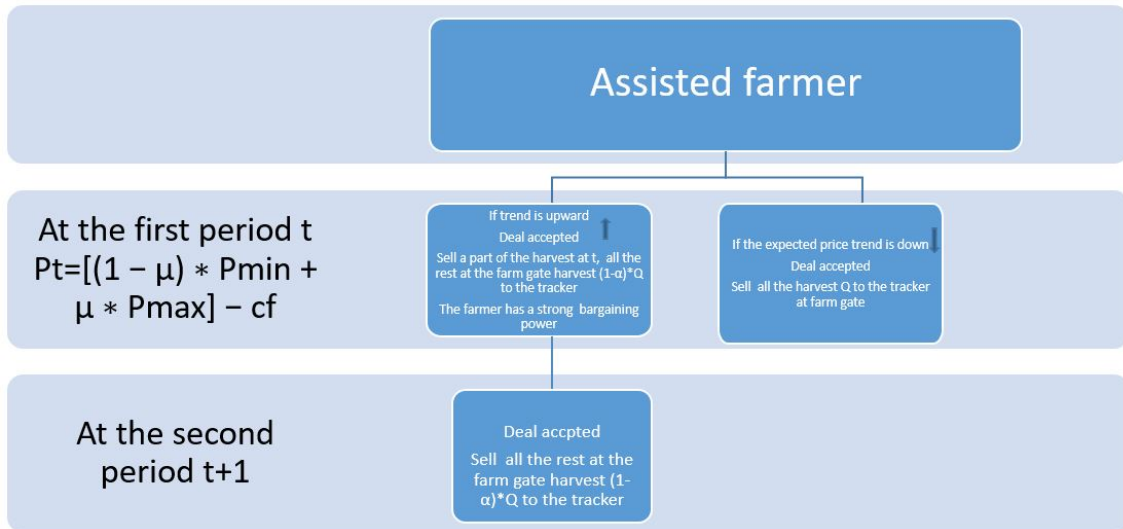 Assisted farmer
At the first period t
Pt=[(1 − μ) ∗ Pmin +
μ ∗ Pmax] − cf
If trend is upward
Deal accepted
Sell a part of the harvest at t, all the
rest at the farm gate harvest (1-α)*Q
to the tracker
The farmer has a strong bargaining
power
If the expected price trend is down
Deal accepted
Sell all the harvest Q to the tracker
at farm gate
At the second
period t+1
Deal accpted
Sell all the rest at the
farm gate harvest (1-
α)*Q to the tracker